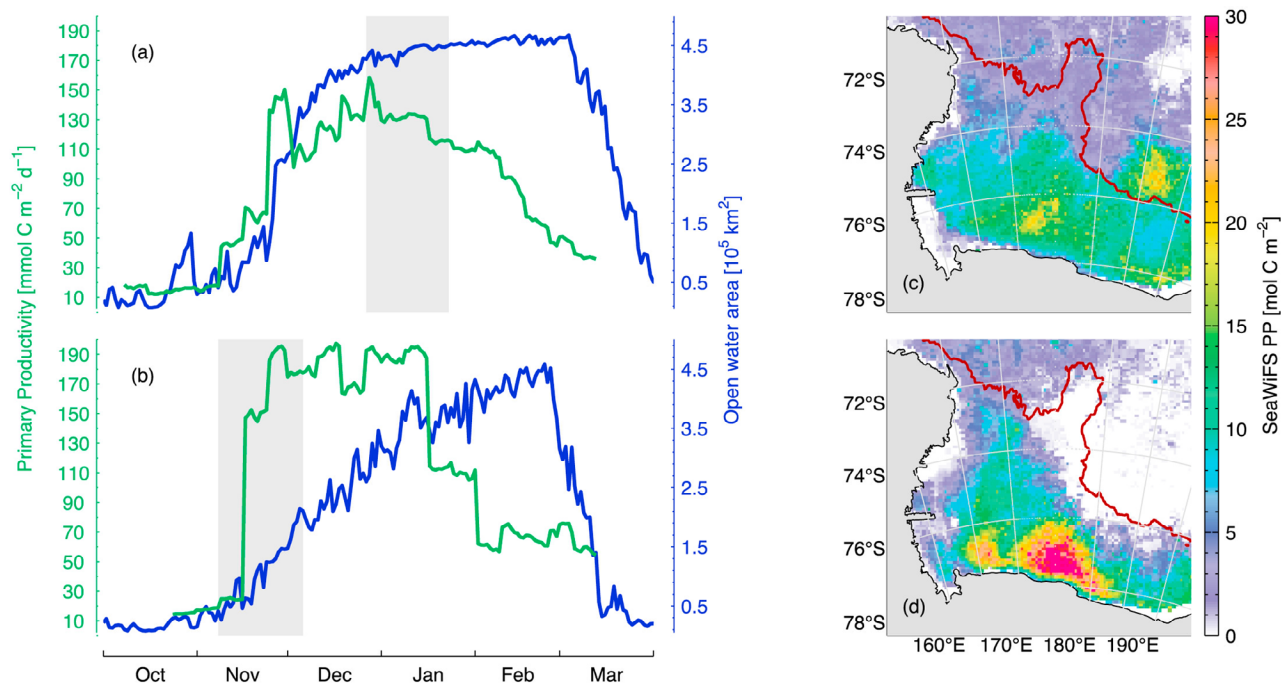 (a)
190
170
150
130
110
90
70
50
30
10
4.5
3.5
2.5
1.5
0.5
(b)
190
170
150
130
110
90
70
50
30
10
4.5
3.5
2.5
1.5
0.5
Primary Productivity [mmol C m⁻² d⁻¹]
Open water area [10⁵ km²]
Oct Nov Dec Jan Feb Mar
72°S
74°S
76°S
78°S
(c)
72°S
74°S
76°S
78°S
(d)
160°E 170°E 180°E 190°E
30
25
20
15
10
5
0
SeaWiFS PP [mol C m⁻²]